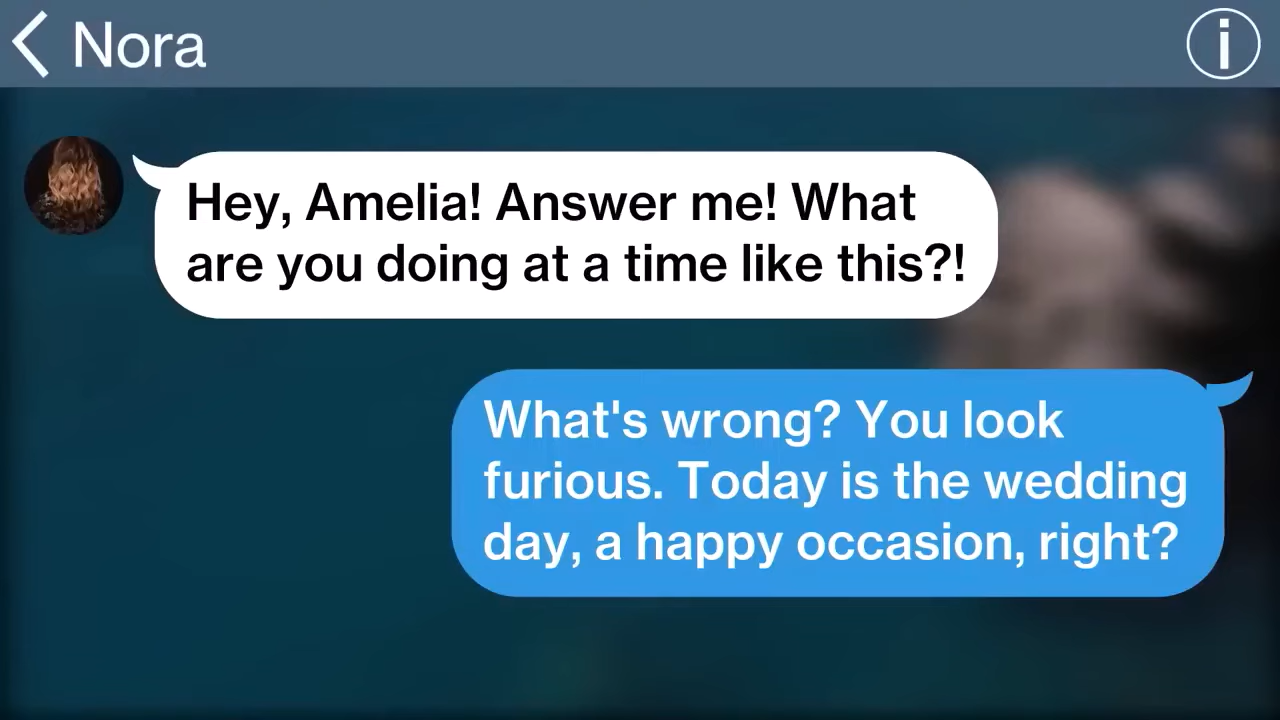 Nora
Hey, Amelia! Answer me! What
are you doing at a time like this?!
What's wrong? You look
furious. Today is the wedding
day, a happy occasion, right?